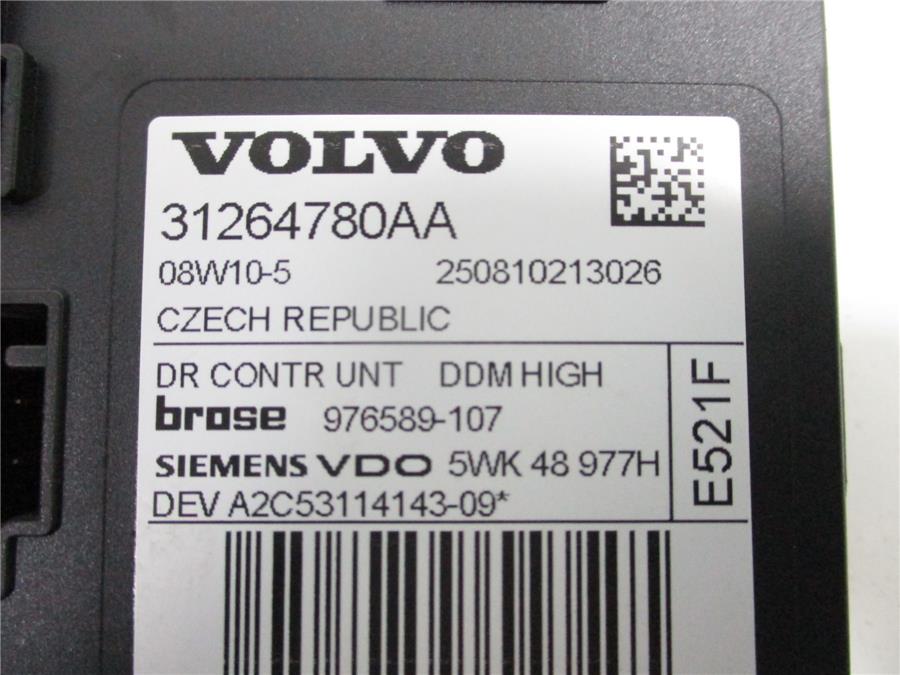 VOLVO
31264780AA
08W10-5 250810213026
CZECH REPUBLIC
DR CONTR UNT DDM HIGH
brose 976589-107
SIEMENS VDO 5WK 48 977H
DEV A2C53114143-09*
E521F